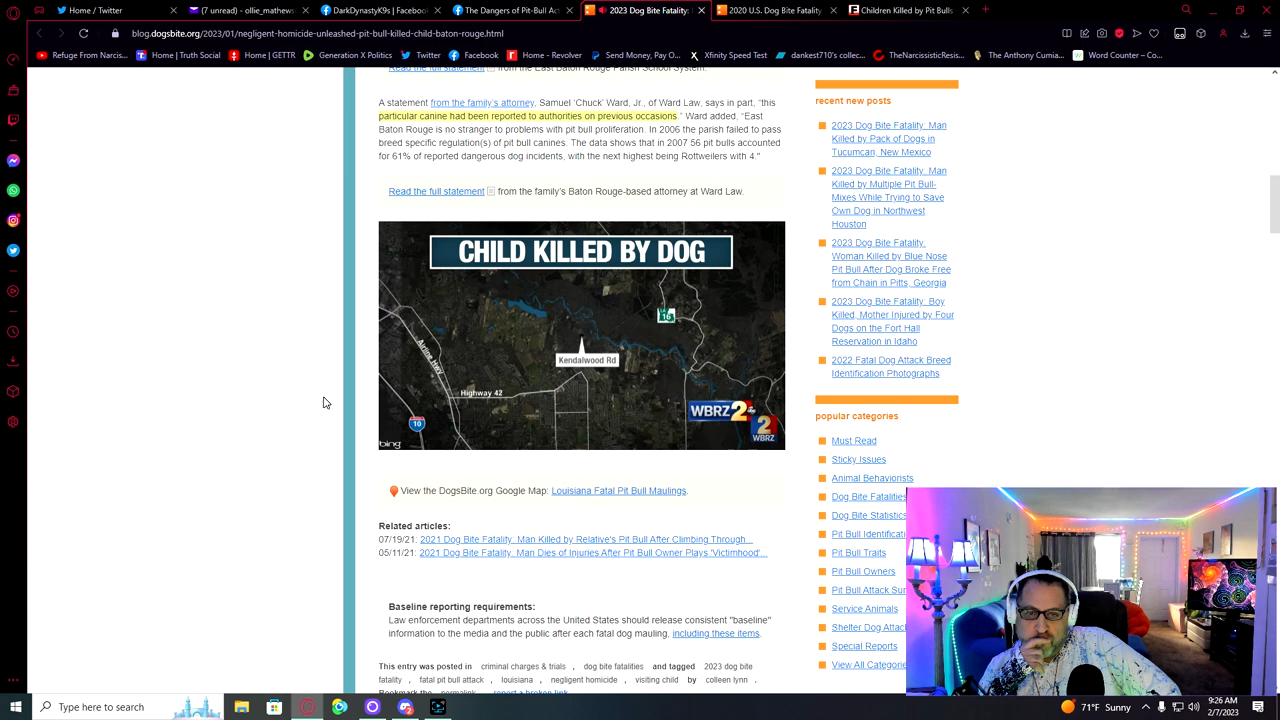 Home / Twitter
(7 unread) - ollie_mathews
DarkDynastyK9s | Facebook
The Dangers of Pit-Bull Ac
2023 Dog Bite Fatality:
2020 U.S. Dog Bite Fatality
Children Killed By Pit Bulls
blog.dogsbite.org/2023/01/negligent-homicide-unleashed-pit-bull-killed-child-baton-rouge.html
Refuge From Narcis...
Home | Truth Social
Home | GETTR
Generation X Politics
Twitter
Facebook
Home - Revolver
Send Money, Pay O...
Xfinity Speed Test
dankest710's collec...
TheNarcissisticResis...
The Anthony Cumia...
Word Counter – Co...
Read the full statement from the East Baton Rouge Parish School System.
A statement from the family's attorney, Samuel 'Chuck' Ward, Jr., of Ward Law, says in part, "this
particular canine had been reported to authorities on previous occasions." Ward added, "East
Baton Rouge is no stranger to problems with pit bull proliferation. In 2006 the parish failed to pass
breed specific regulation(s) of pit bull canines. The data shows that in 2007 56 pit bulls accounted
for 61% of reported dangerous dog incidents, with the next highest being Rottweilers with 4."
Read the full statement from the family's Baton Rouge-based attorney at Ward Law.
CHILD KILLED BY DOG
16
Kendalwood Rd
Airline Hwy
Highway 42
10
WBRZ 2 abc
2
WBRZ
bing
View the DogsBite.org Google Map: Louisiana Fatal Pit Bull Maulings.
Related articles:
07/19/21: 2021 Dog Bite Fatality: Man Killed by Relative's Pit Bull After Climbing Through...
05/11/21: 2021 Dog Bite Fatality: Man Dies of Injuries After Pit Bull Owner Plays 'Victimhood'...
Baseline reporting requirements:
Law enforcement departments across the United States should release consistent "baseline"
information to the media and the public after each fatal dog mauling, including these items.
This entry was posted in criminal charges & trials , dog bite fatalities and tagged 2023 dog bite
fatality , fatal pit bull attack , louisiana , negligent homicide , visiting child by colleen lynn .
Bookmark the permalink . report a broken link
recent new posts
2023 Dog Bite Fatality: Man
Killed by Pack of Dogs in
Tucumcari, New Mexico
2023 Dog Bite Fatality: Man
Killed by Multiple Pit Bull-
Mixes While Trying to Save
Own Dog in Northwest
Houston
2023 Dog Bite Fatality:
Woman Killed by Blue Nose
Pit Bull After Dog Broke Free
from Chain in Pitts, Georgia
2023 Dog Bite Fatality: Boy
Killed, Mother Injured by Four
Dogs on the Fort Hall
Reservation in Idaho
2022 Fatal Dog Attack Breed
Identification Photographs
popular categories
Must Read
Sticky Issues
Animal Behaviorists
Dog Bite Fatalities
Dog Bite Statistics
Pit Bull Identificati
Pit Bull Traits
Pit Bull Owners
Pit Bull Attack Sur
Service Animals
Shelter Dog Attac
Special Reports
View All Categorie
Type here to search
71°F Sunny
9:26 AM
2/7/2023